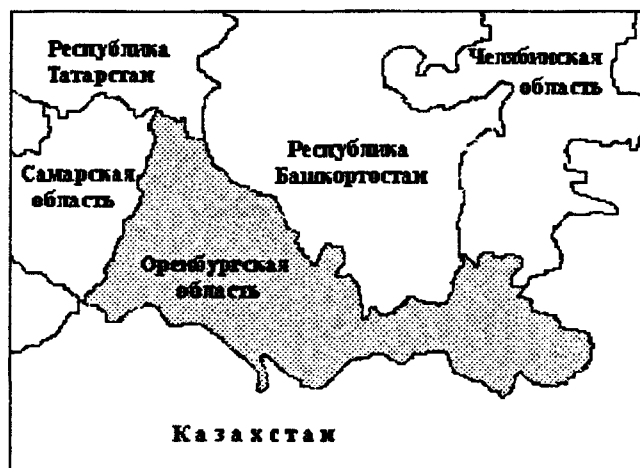 Республика
Татарстан
Челябинская
область
Республика
Башкортостан
Самарская
область
Оренбургская
область
Казахстан